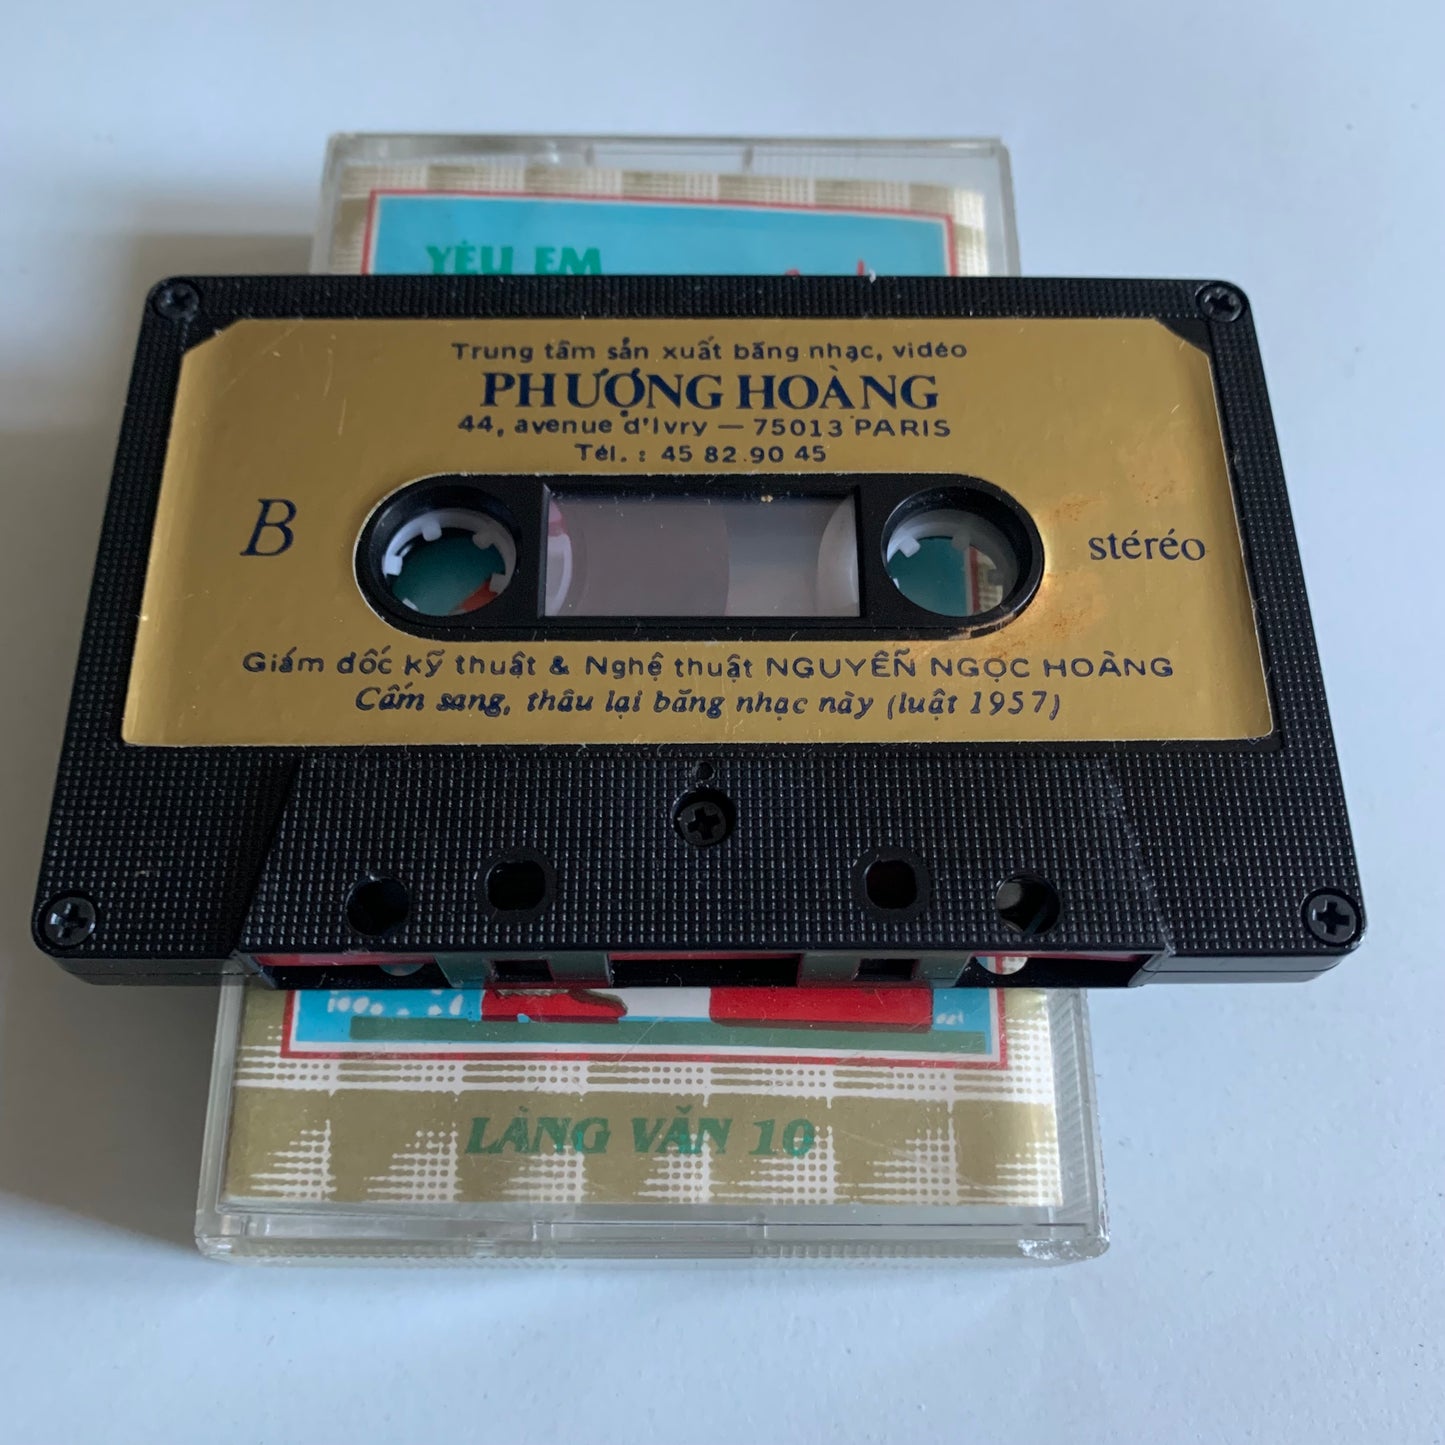 YÊU EM
Trung tâm sản xuất băng nhạc, vidéo
PHƯỢNG HOÀNG
44, avenue d'Ivry — 75013 PARIS
Tél. : 45 82.90 45
B
stéréo
Giám đốc kỹ thuật & Nghệ thuật NGUYỄN NGỌC HOÀNG
Cấm sang, thâu lại băng nhạc này (luật 1957)
LÀNG VĂN 10